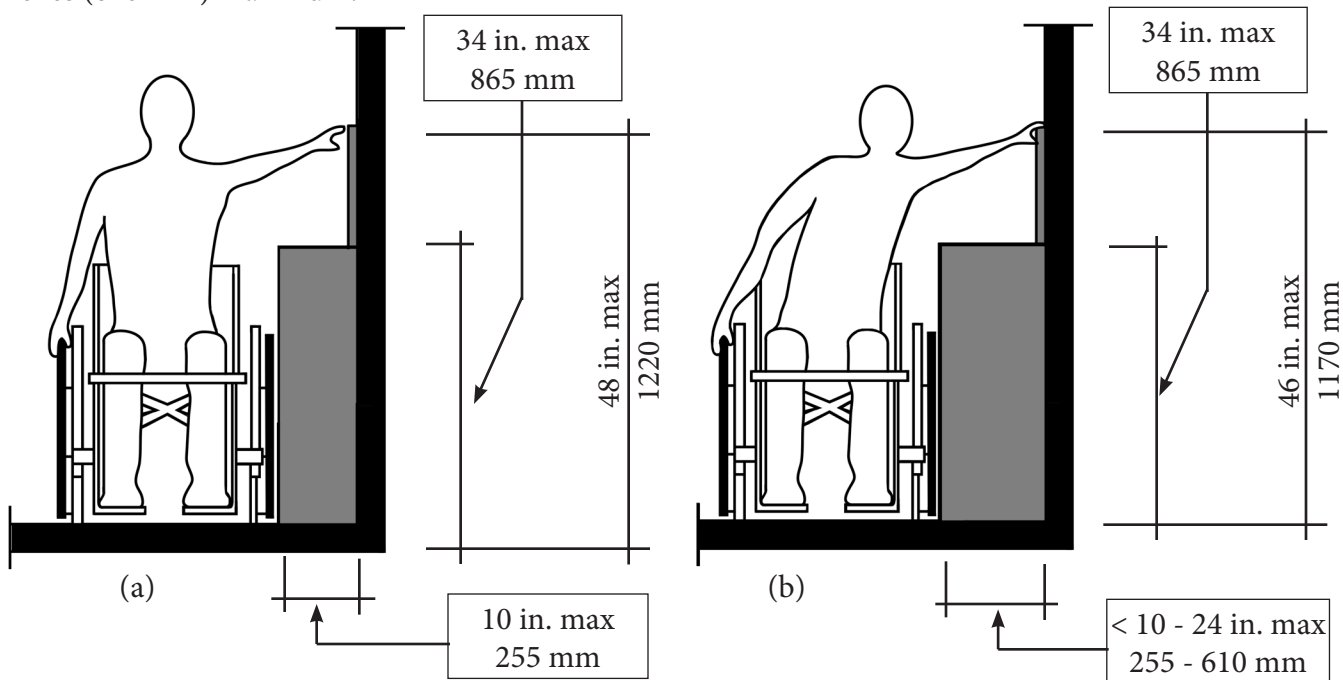 34 in. max
865 mm
48 in. max
1220 mm
(a)
10 in. max
255 mm
34 in. max
865 mm
46 in. max
1170 mm
(b)
< 10 - 24 in. max
255 - 610 mm